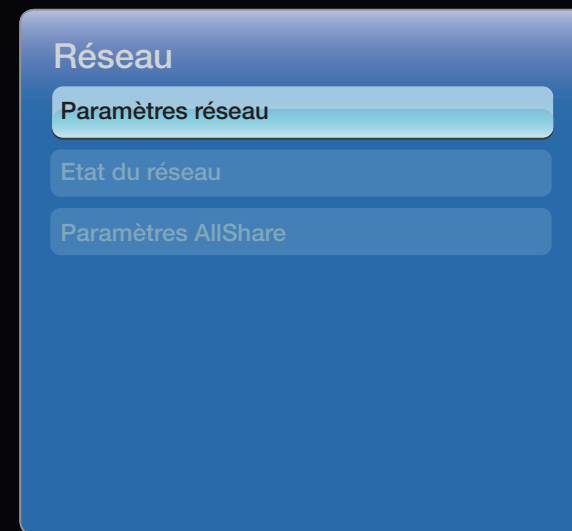 Réseau
Paramètres réseau
Etat du réseau
Paramètres AllShare